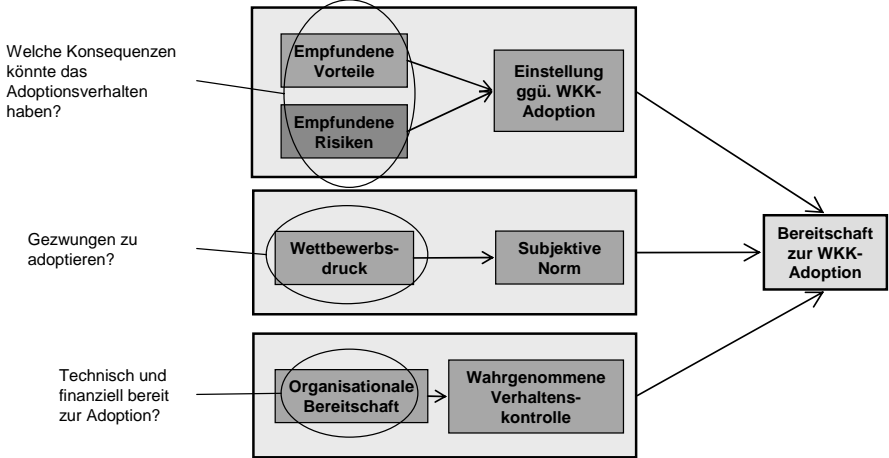 Welche Konsequenzen
könnte das
Adoptionsverhalten
haben?
Empfundene
Vorteile
Empfundene
Risiken
Einstellung
ggü. WKK-
Adoption
Gezwungen zu
adoptieren?
Wettbewerbs-
druck
Subjektive
Norm
Bereitschaft
zur WKK-
Adoption
Technisch und
finanziell bereit
zur Adoption?
Organisationale
Bereitschaft
Wahrgenommene
Verhaltens-
kontrolle